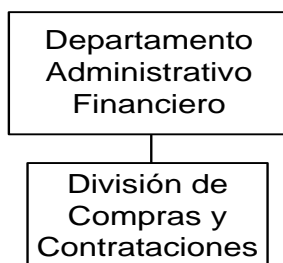 Departamento
Administrativo
Financiero
División de
Compras y
Contrataciones